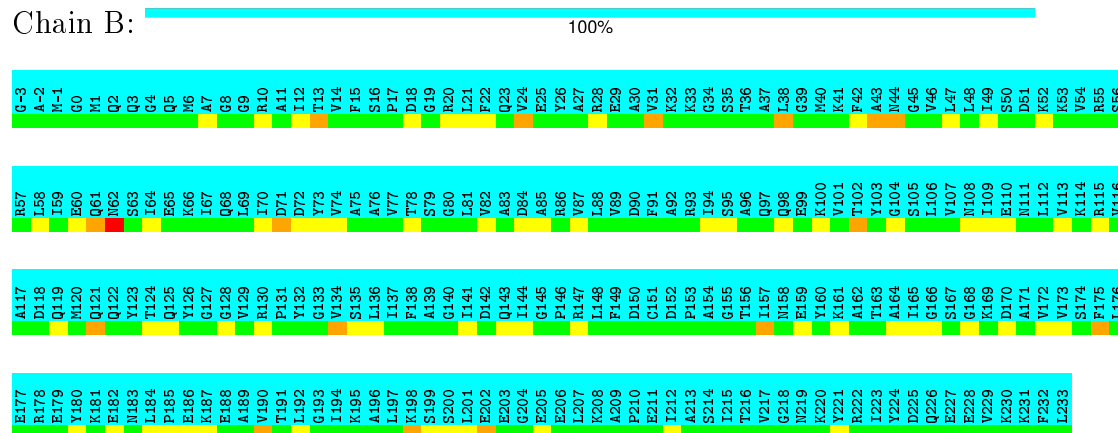 Chain B:
100%
G-3 A-2 M-1 G0 M1 Q2 Q3 G4 Q5 M6 A7 G8 G9 R10 A11 I12 T13 V14 F15 S16 P17 D18 G19 R20 L21 F22 Q23 V24 E25 Y26 A27 R28 E29 A30 V31 K32 K33 G34 S35 T36 A37 L38 G39 M40 K41 F42 A43 N44 G45 V46 L47 L48 I49 S50 D51 K52 K53 V54 R55 S56
R57 L58 I59 E60 Q61 N62 S63 I64 E65 K66 I67 Q68 L69 I70 D71 D72 Y73 V74 A75 A76 V77 T78 S79 G80 L81 V82 A83 D84 A85 R86 V87 L88 V89 D90 F91 A92 R93 I94 S95 A96 Q97 Q98 E99 K100 V101 T102 Y103 G104 S105 L106 V107 N108 I109 E110 N111 L112 V113 K114 R115 V116
A117 D118 Q119 M120 Q121 Q122 Y123 T124 Q125 Y126 G127 G128 V129 R130 P131 Y132 G133 V134 S135 L136 I137 F138 A139 G140 I141 D142 Q143 I144 G145 P146 R147 L148 F149 D150 C151 D152 P153 A154 G155 T156 I157 N158 E159 Y160 K161 A162 T163 A164 I165 G166 S167 G168 K169 D170 A171 V172 V173 S174 F175 L176
E177 R178 E179 Y180 K181 E182 N183 L184 P185 E186 K187 E188 A189 V190 T191 L192 G193 I194 K195 A196 L197 K198 S199 S200 L201 E202 E203 G204 E205 E206 L207 K208 A209 P210 E211 I212 A213 S214 I215 T216 V217 G218 N219 K220 Y221 R222 I223 Y224 D225 Q226 E227 E228 V229 K230 K231 F232 L233